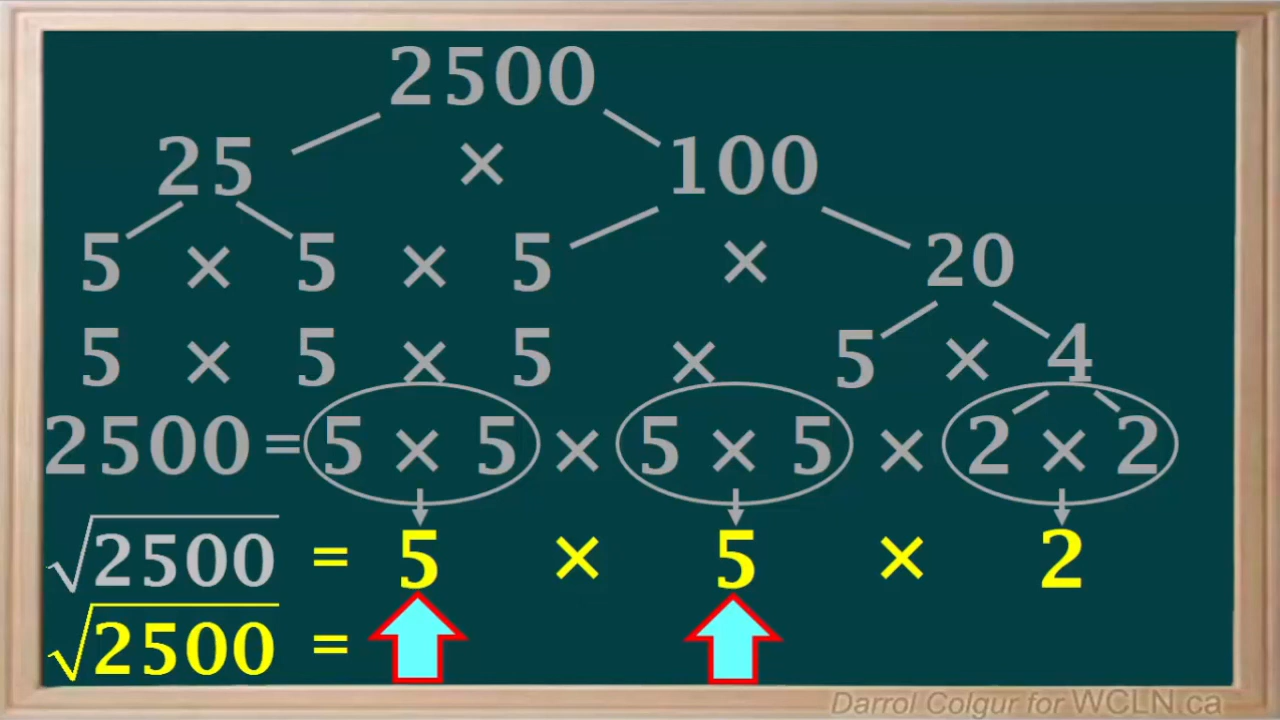 2500
25 × 100
5 × 5 × 5 × 20
5 × 5 × 5 × 5 × 4
2500 = 5 × 5 × 5 × 5 × 2 × 2
√2500 = 5 × 5 × 2
√2500 =
Darrol Colgur for WCLN.ca